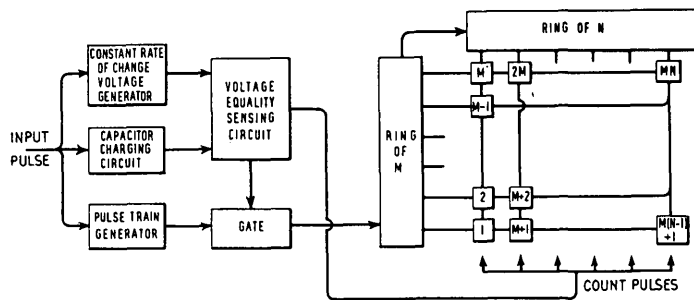 RING OF N
CONSTANT RATE
OF CHANGE
VOLTAGE
GENERATOR
VOLTAGE
EQUALITY
SENSING
CIRCUIT
INPUT
PULSE
CAPACITOR
CHARGING
CIRCUIT
PULSE TRAIN
GENERATOR
GATE
RING
OF
M
M
2M
MN
M-1
2
M+2
1
M+1
M(N-1)
+1
COUNT PULSES